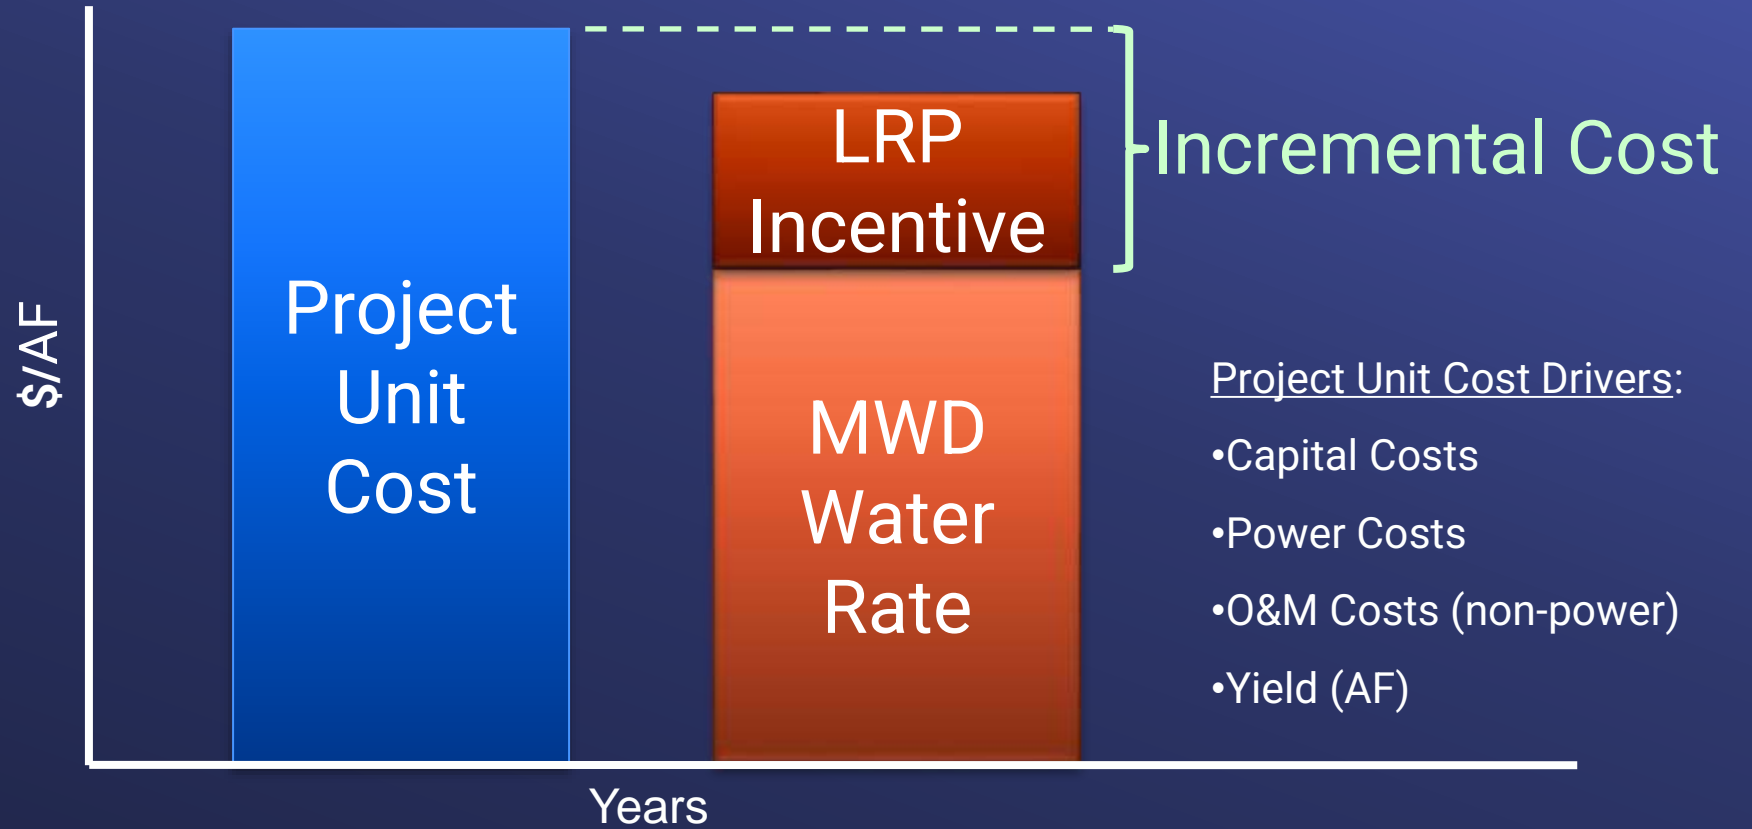 $/AF
Project
Unit
Cost
LRP
Incentive
MWD
Water
Rate
Incremental Cost
Project Unit Cost Drivers:
•Capital Costs
•Power Costs
•O&M Costs (non-power)
•Yield (AF)
Years